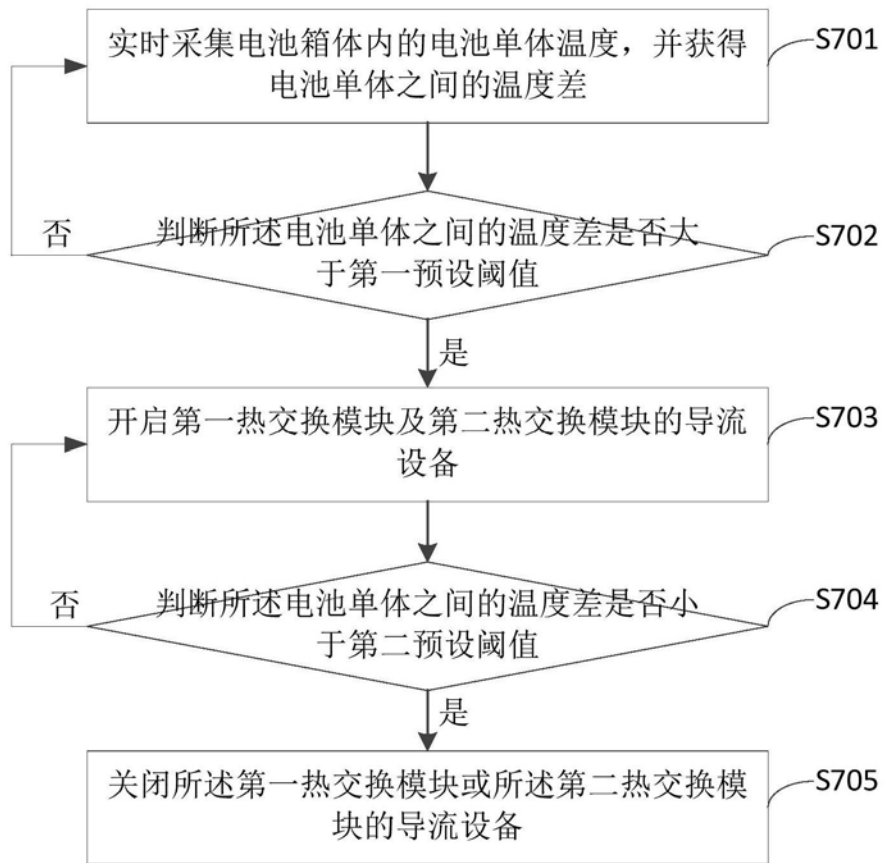 实时采集电池箱体内的电池单体温度，并获得
电池单体之间的温度差
S701
否
判断所述电池单体之间的温度差是否大
于第一预设阈值
S702
是
开启第一热交换模块及第二热交换模块的导流
设备
S703
否
判断所述电池单体之间的温度差是否小
于第二预设阈值
S704
是
关闭所述第一热交换模块或所述第二热交换模
块的导流设备
S705